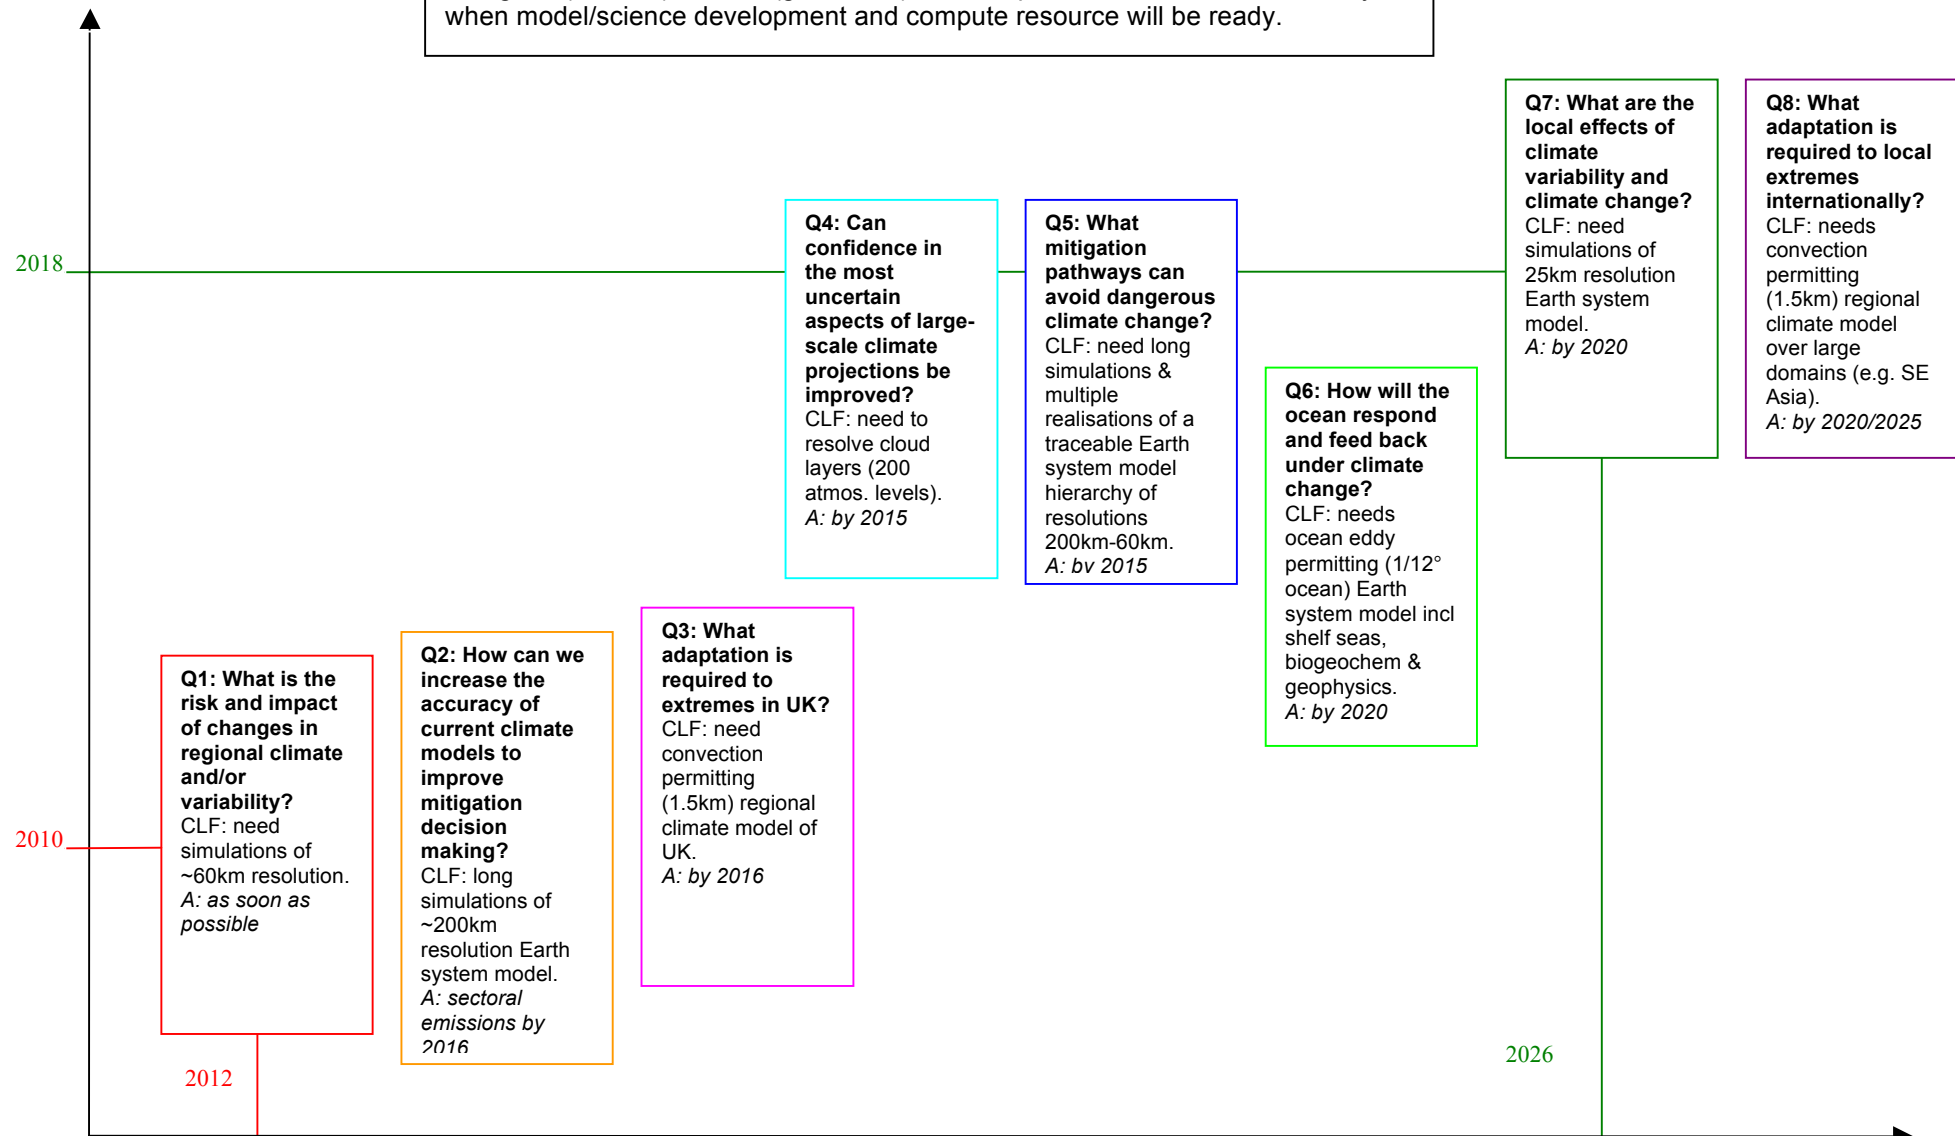 when model/science development and compute resource will be ready.
Q7: What are the
local effects of
climate
variability and
climate change?
CLF: need
simulations of
25km resolution
Earth system
model.
A: by 2020
Q8: What
adaptation is
required to local
extremes
internationally?
CLF: needs
convection
permitting
(1.5km) regional
climate model
over large
domains (e.g. SE
Asia).
A: by 2020/2025
Q4: Can
confidence in
the most
uncertain
aspects of large-
scale climate
projections be
improved?
CLF: need to
resolve cloud
layers (200
atmos. levels).
A: by 2015
Q5: What
mitigation
pathways can
avoid dangerous
climate change?
CLF: need long
simulations &
multiple
realisations of a
traceable Earth
system model
hierarchy of
resolutions
200km-60km.
A: by 2015
2018
Q6: How will the
ocean respond
and feed back
under climate
change?
CLF: needs
ocean eddy
permitting (1/12°
ocean) Earth
system model incl
shelf seas,
biogeochem &
geophysics.
A: by 2020
Q1: What is the
risk and impact
of changes in
regional climate
and/or
variability?
CLF: need
simulations of
~60km resolution.
A: as soon as
possible
Q2: How can we
increase the
accuracy of
current climate
models to
improve
mitigation
decision
making?
CLF: long
simulations of
~200km
resolution Earth
system model.
A: sectoral
emissions by
2016
Q3: What
adaptation is
required to
extremes in UK?
CLF: need
convection
permitting
(1.5km) regional
climate model of
UK.
A: by 2016
2010
2012
2026